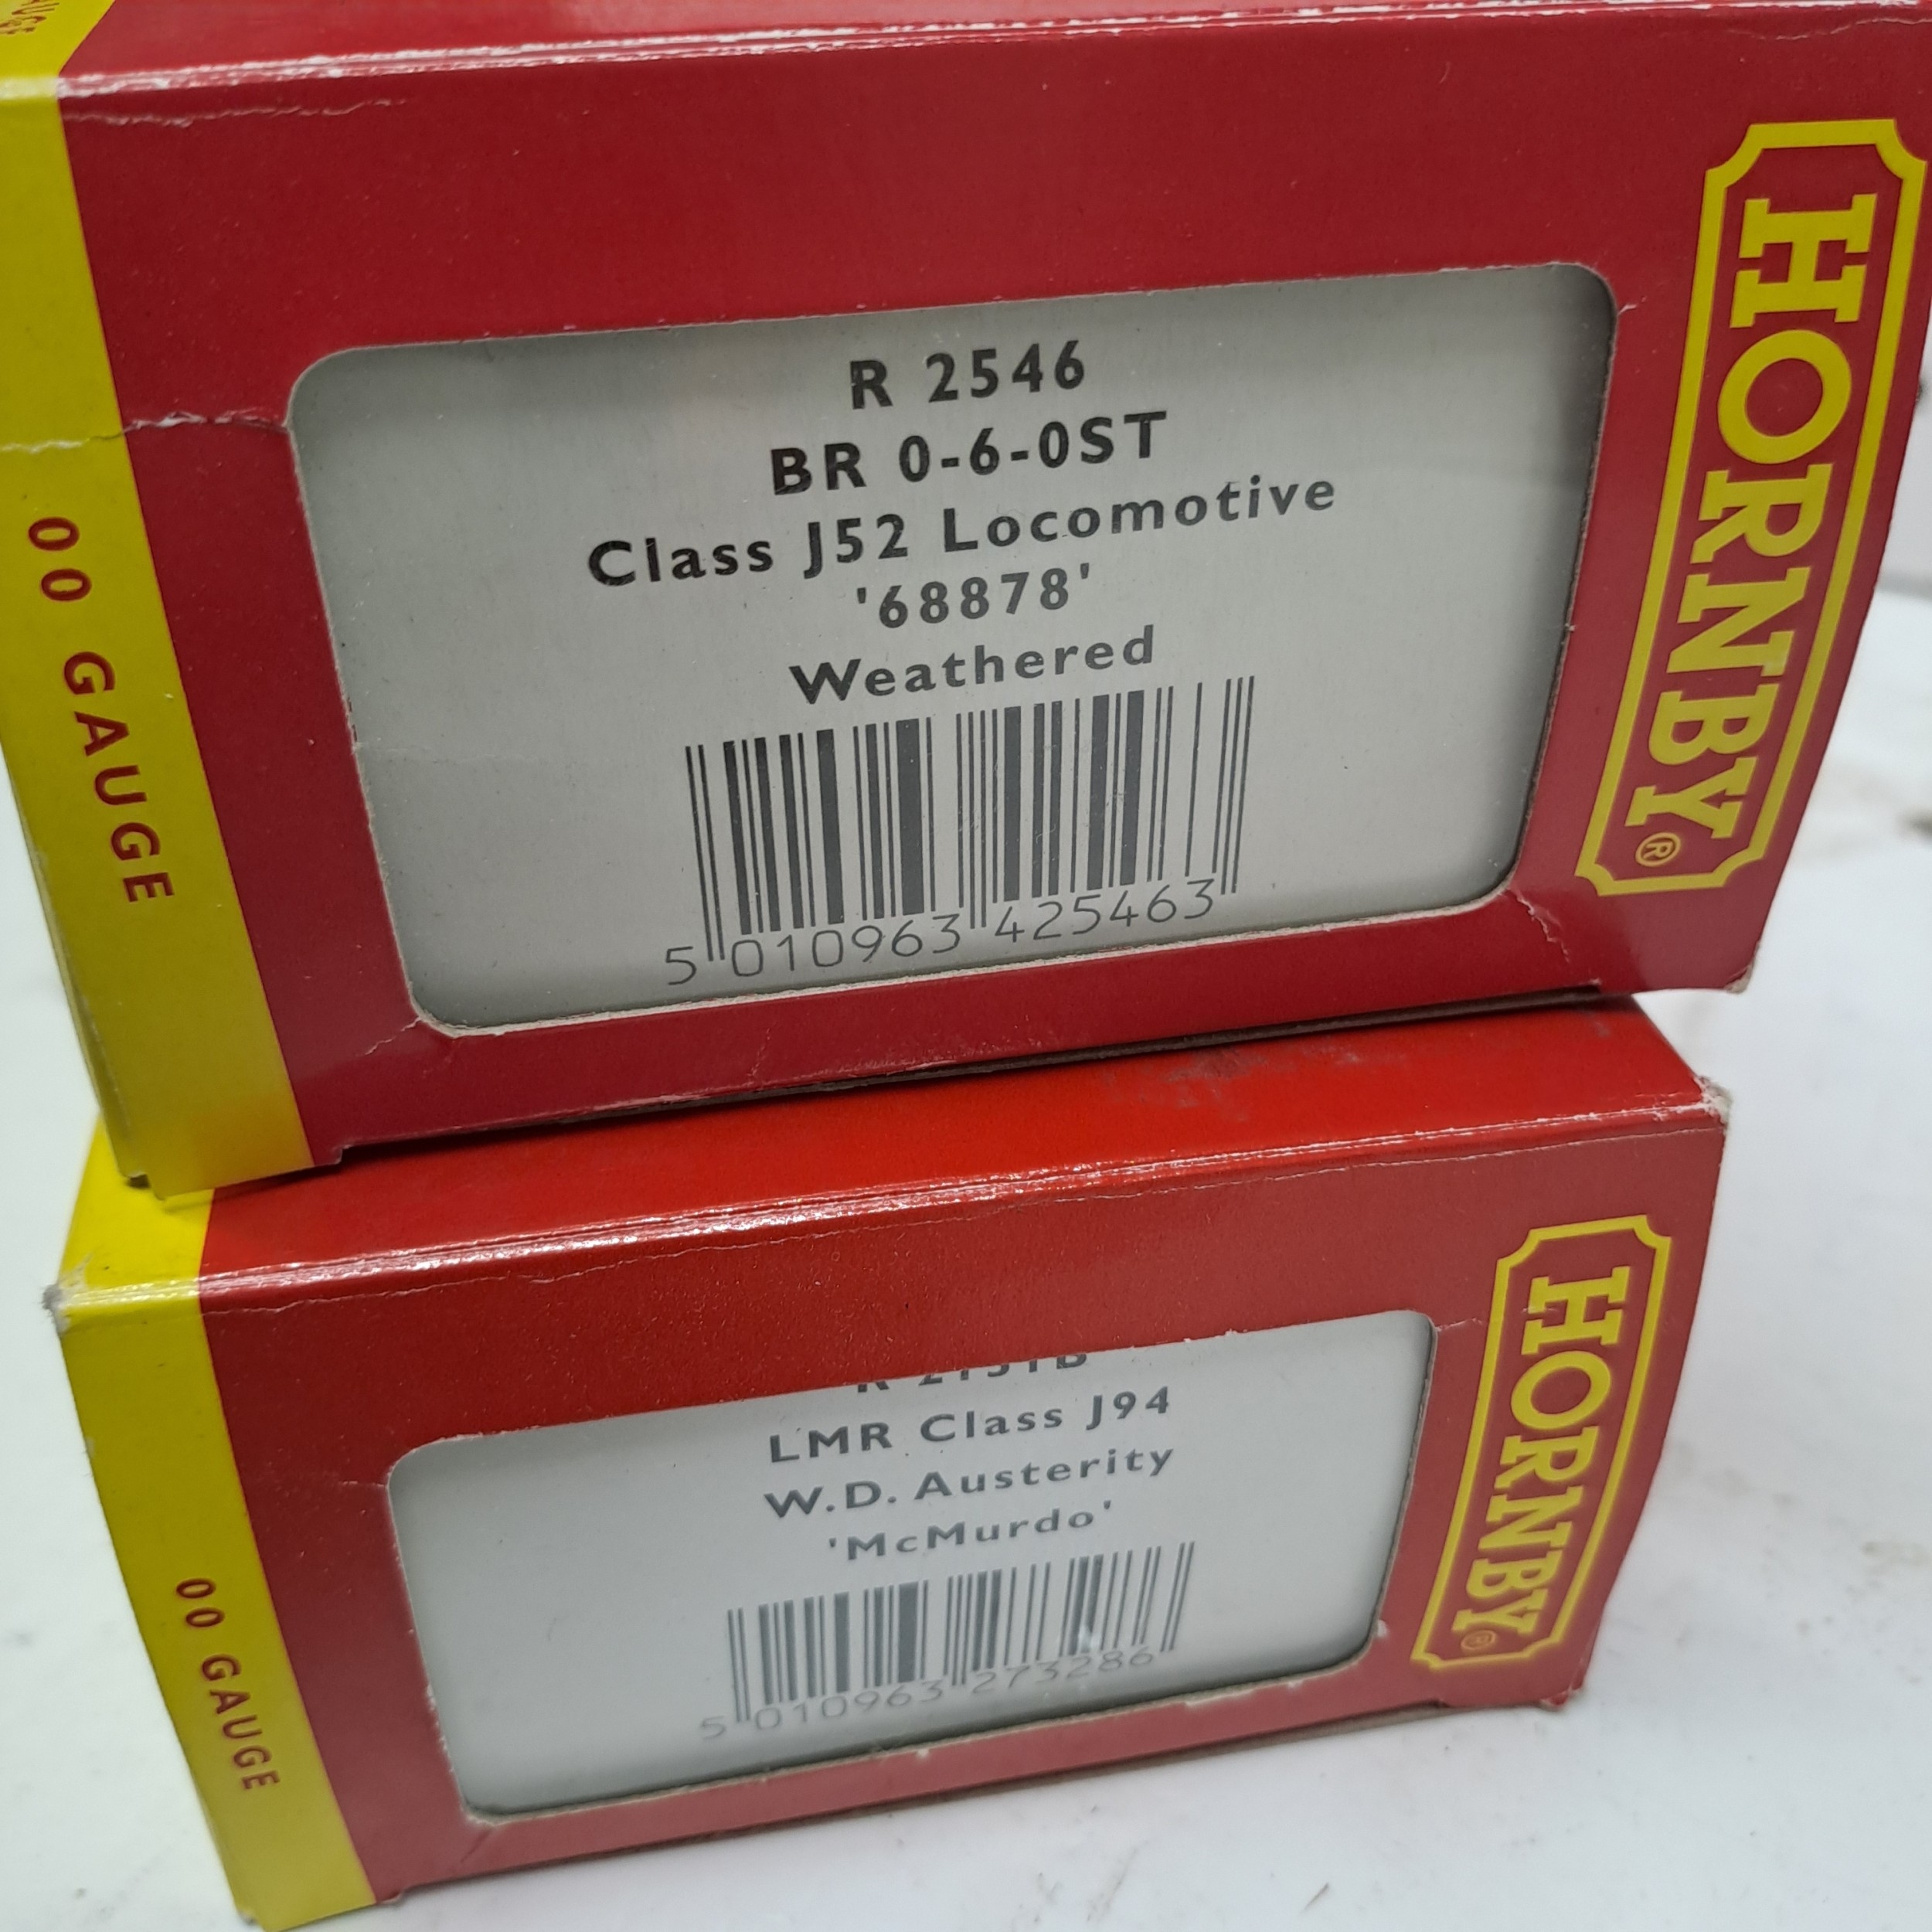 R 2546
BR 0-6-0ST
Class J52 Locomotive
'68878'
Weathered
5 010963 425463
00 GAUGE
HORNBY®
LMR Class J94
W.D. Austerity
'McMurdo'
5 010963 273286
00 GAUGE
HORNBY®